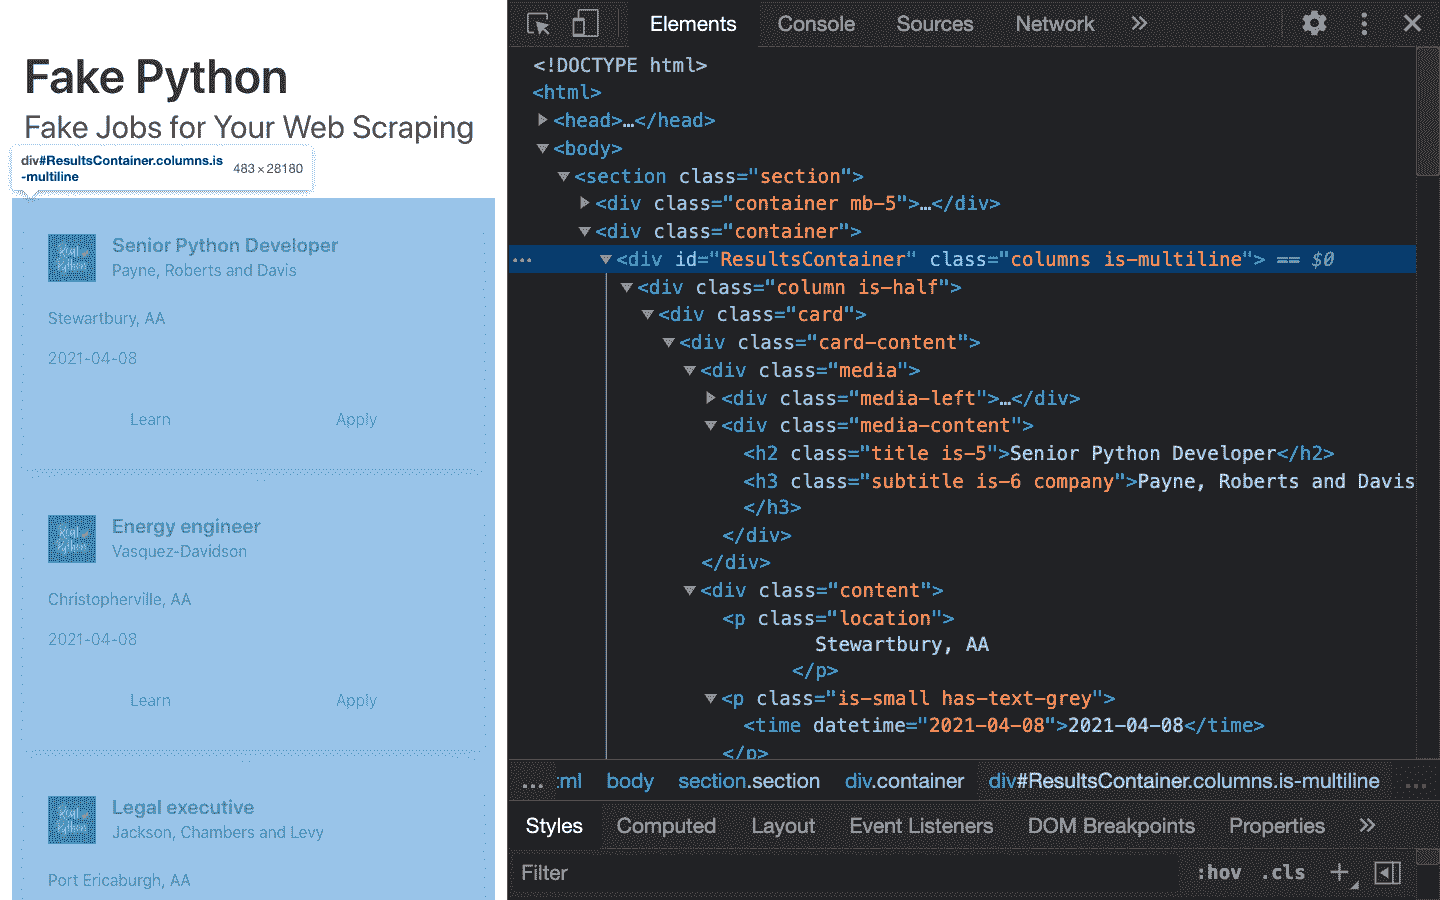 Fake Python
Fake Jobs for Your Web Scraping
div#ResultsContainer.columns.is
-multiline
483 × 28180
Senior Python Developer
Payne, Roberts and Davis
Stewartbury, AA
2021-04-08
Learn Apply
Real Python
Energy engineer
Vasquez-Davidson
Christopherville, AA
2021-04-08
Learn Apply
Legal executive
Jackson, Chambers and Levy
Port Ericaburgh, AA
Elements Console Sources Network »
<!DOCTYPE html>
<html>
<head>…</head>
<body>
<section class="section">
<div class="container mb-5">…</div>
<div class="container">
<div id="ResultsContainer" class="columns is-multiline"> == $0
<div class="column is-half">
<div class="card">
<div class="card-content">
<div class="media">
<div class="media-left">…</div>
<div class="media-content">
<h2 class="title is-5">Senior Python Developer</h2>
<h3 class="subtitle is-6 company">Payne, Roberts and Davis
</h3>
</div>
</div>
<div class="content">
<p class="location">
Stewartbury, AA
</p>
<p class="is-small has-text-grey">
<time datetime="2021-04-08">2021-04-08</time>
</p>
... :ml body section.section div.container div#ResultsContainer.columns.is-multiline ...
Styles Computed Layout Event Listeners DOM Breakpoints Properties »
Filter :hov .cls +